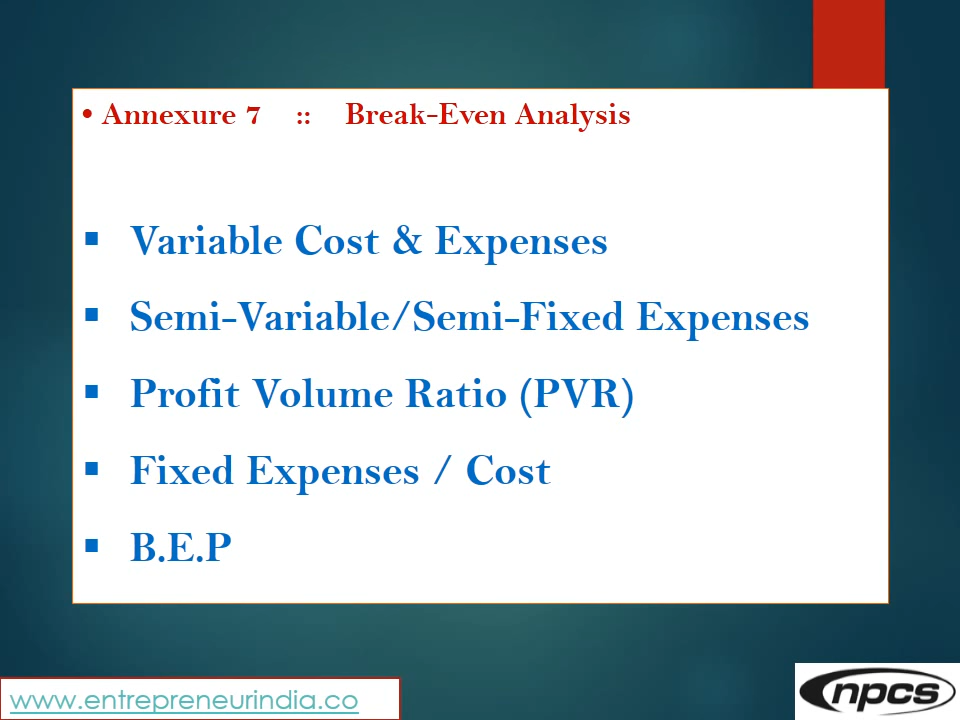 • Annexure 7 :: Break-Even Analysis
▪ Variable Cost & Expenses
▪ Semi-Variable/Semi-Fixed Expenses
▪ Profit Volume Ratio (PVR)
▪ Fixed Expenses / Cost
▪ B.E.P
www.entrepreneurindia.co
npcs